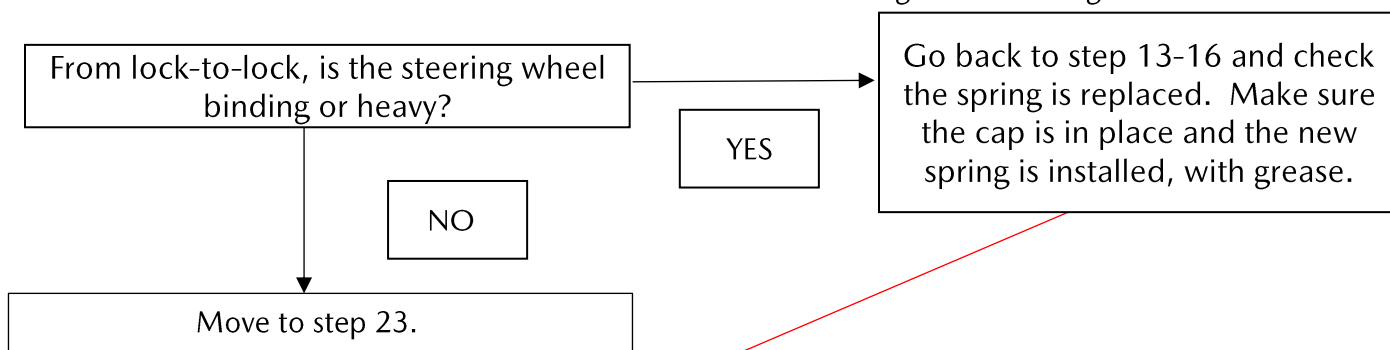 From lock-to-lock, is the steering wheel
binding or heavy?
YES
Go back to step 13-16 and check
the spring is replaced.  Make sure
the cap is in place and the new
spring is installed, with grease.
NO
Move to step 23.